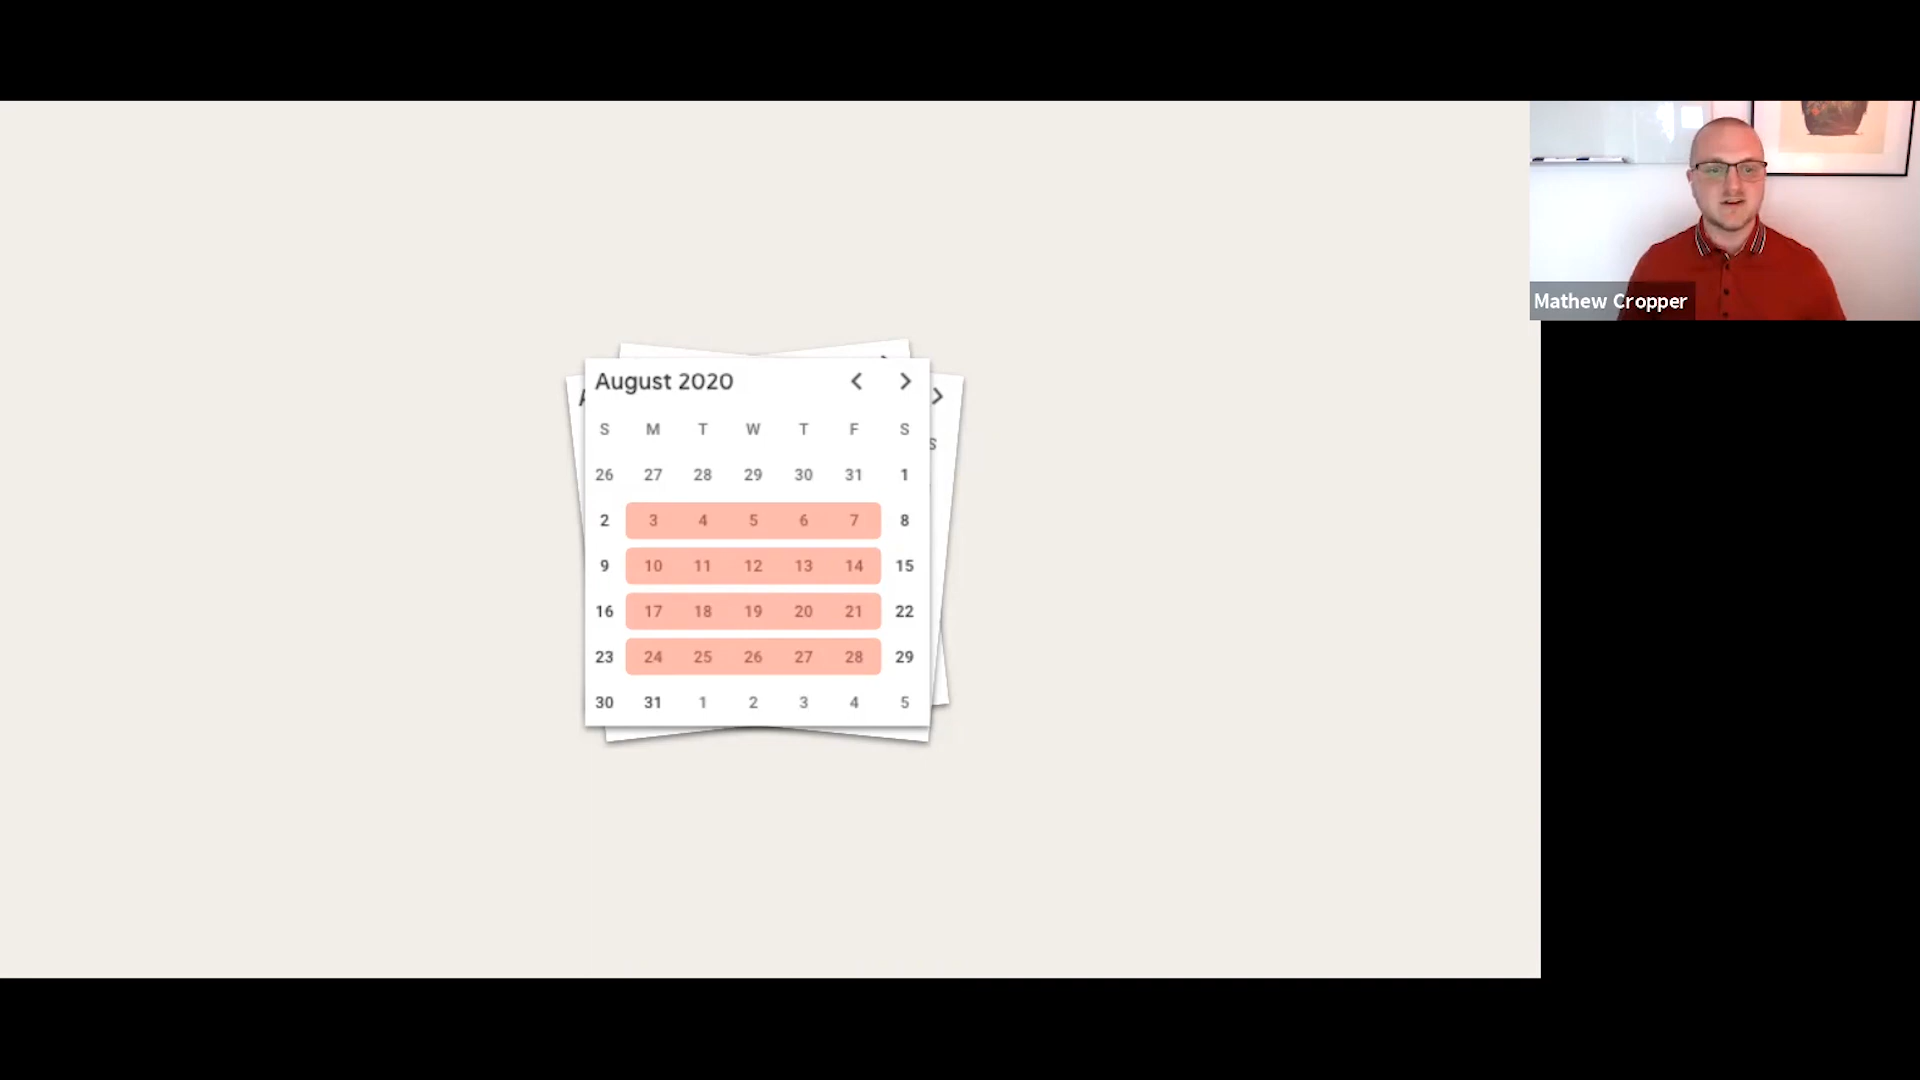 August 2020
S M T W T F S
26 27 28 29 30 31 1
2 3 4 5 6 7 8
9 10 11 12 13 14 15
16 17 18 19 20 21 22
23 24 25 26 27 28 29
30 31 1 2 3 4 5
S
Mathew Cropper